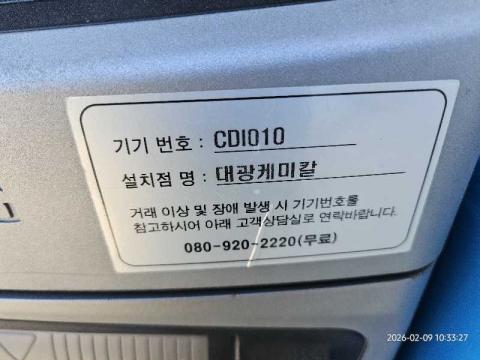 기기 번호 : CDI010
설치점 명 : 대광케미칼
거래 이상 및 장애 발생 시 기기번호를
참고하시어 아래 고객상담실로 연락바랍니다.
080-920-2220(무료)
2026-02-09 10:33:27